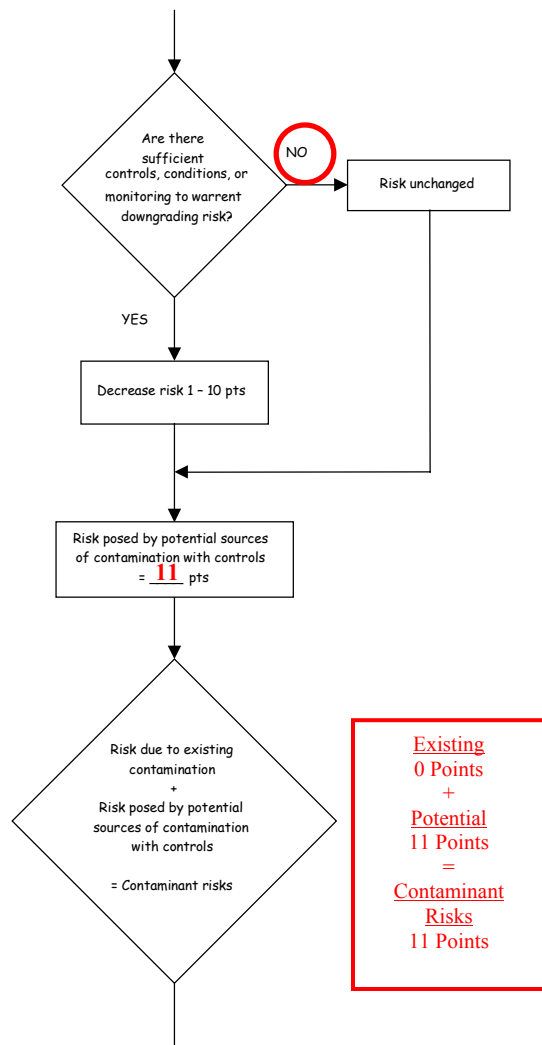 Are there
sufficient
controls, conditions, or
monitoring to warrent
downgrading risk?
NO
Risk unchanged
YES
Decrease risk 1 – 10 pts
Risk posed by potential sources
of contamination with controls
= 11 pts
Risk due to existing
contamination
+
Risk posed by potential
sources of contamination
with controls
= Contaminant risks
Existing
0 Points
+
Potential
11 Points
=
Contaminant
Risks
11 Points